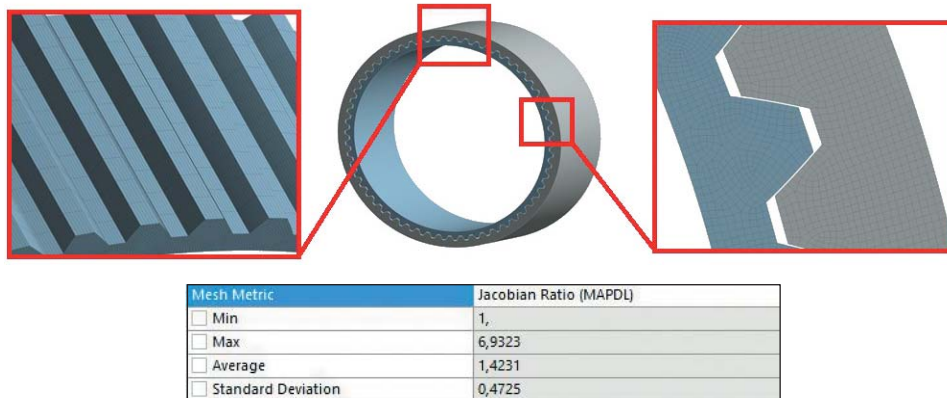 Mesh Metric Jacobian Ratio (MAPDL)
Min 1,
Max 6,9323
Average 1,4231
Standard Deviation 0,4725